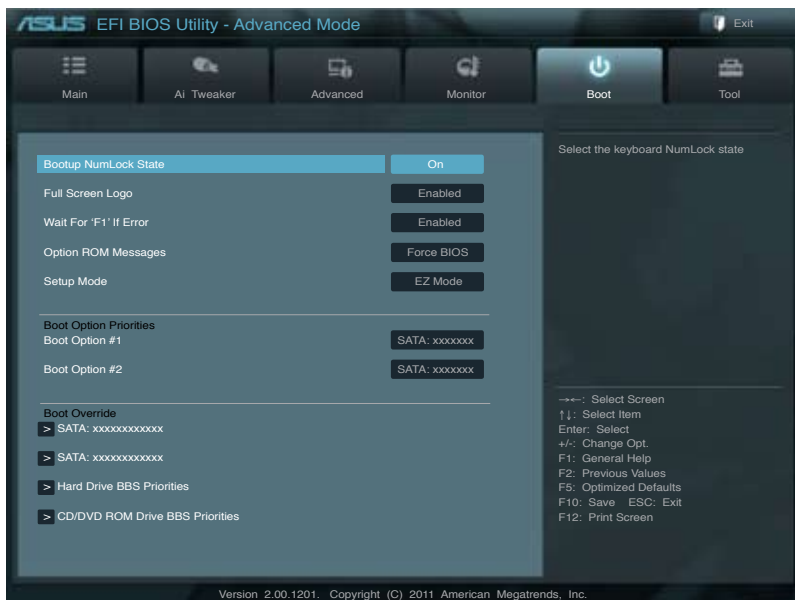 ASUS EFI BIOS Utility - Advanced Mode
Exit
Main
Ai Tweaker
Advanced
Monitor
Boot
Tool
Bootup NumLock State On
Full Screen Logo Enabled
Wait For ‘F1’ If Error Enabled
Option ROM Messages Force BIOS
Setup Mode EZ Mode
Boot Option Priorities
Boot Option #1 SATA: xxxxxxx
Boot Option #2 SATA: xxxxxxx
Boot Override
> SATA: xxxxxxxxxxxx
> SATA: xxxxxxxxxxxx
> Hard Drive BBS Priorities
> CD/DVD ROM Drive BBS Priorities
Select the keyboard NumLock state
→←: Select Screen
↑↓: Select Item
Enter: Select
+/-: Change Opt.
F1: General Help
F2: Previous Values
F5: Optimized Defaults
F10: Save ESC: Exit
F12: Print Screen
Version 2.00.1201. Copyright (C) 2011 American Megatrends, Inc.